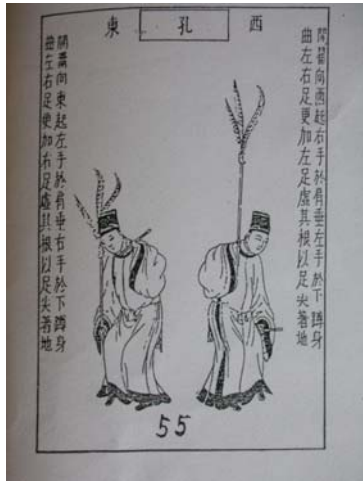 西 孔 東
開籥向西起右手於肩垂左手於下蹲身
曲左右足更加左足虛其根以足尖著地
開籥向東起左手於肩垂右手於下蹲身
曲左右足更加右足虛其根以足尖著地
55